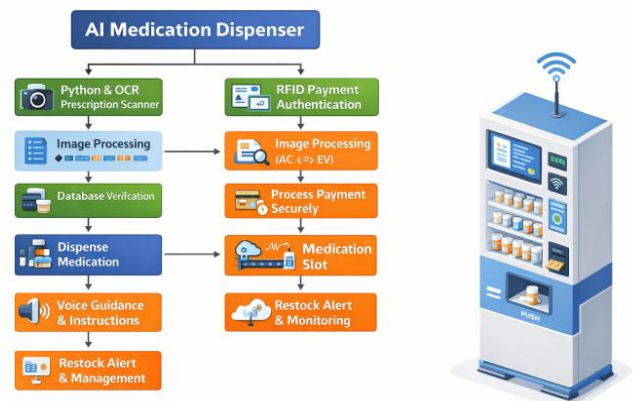 AI Medication Dispenser
Python & OCR
Prescription Scanner
RFID Payment
Authentication
Image Processing
Image Processing
(AC <o> EV)
Database Verification
Process Payment
Securely
Dispense
Medication
Medication
Slot
Voice Guidance
& Instructions
Restock Alert
& Monitoring
Restock Alert
& Management
PUSH